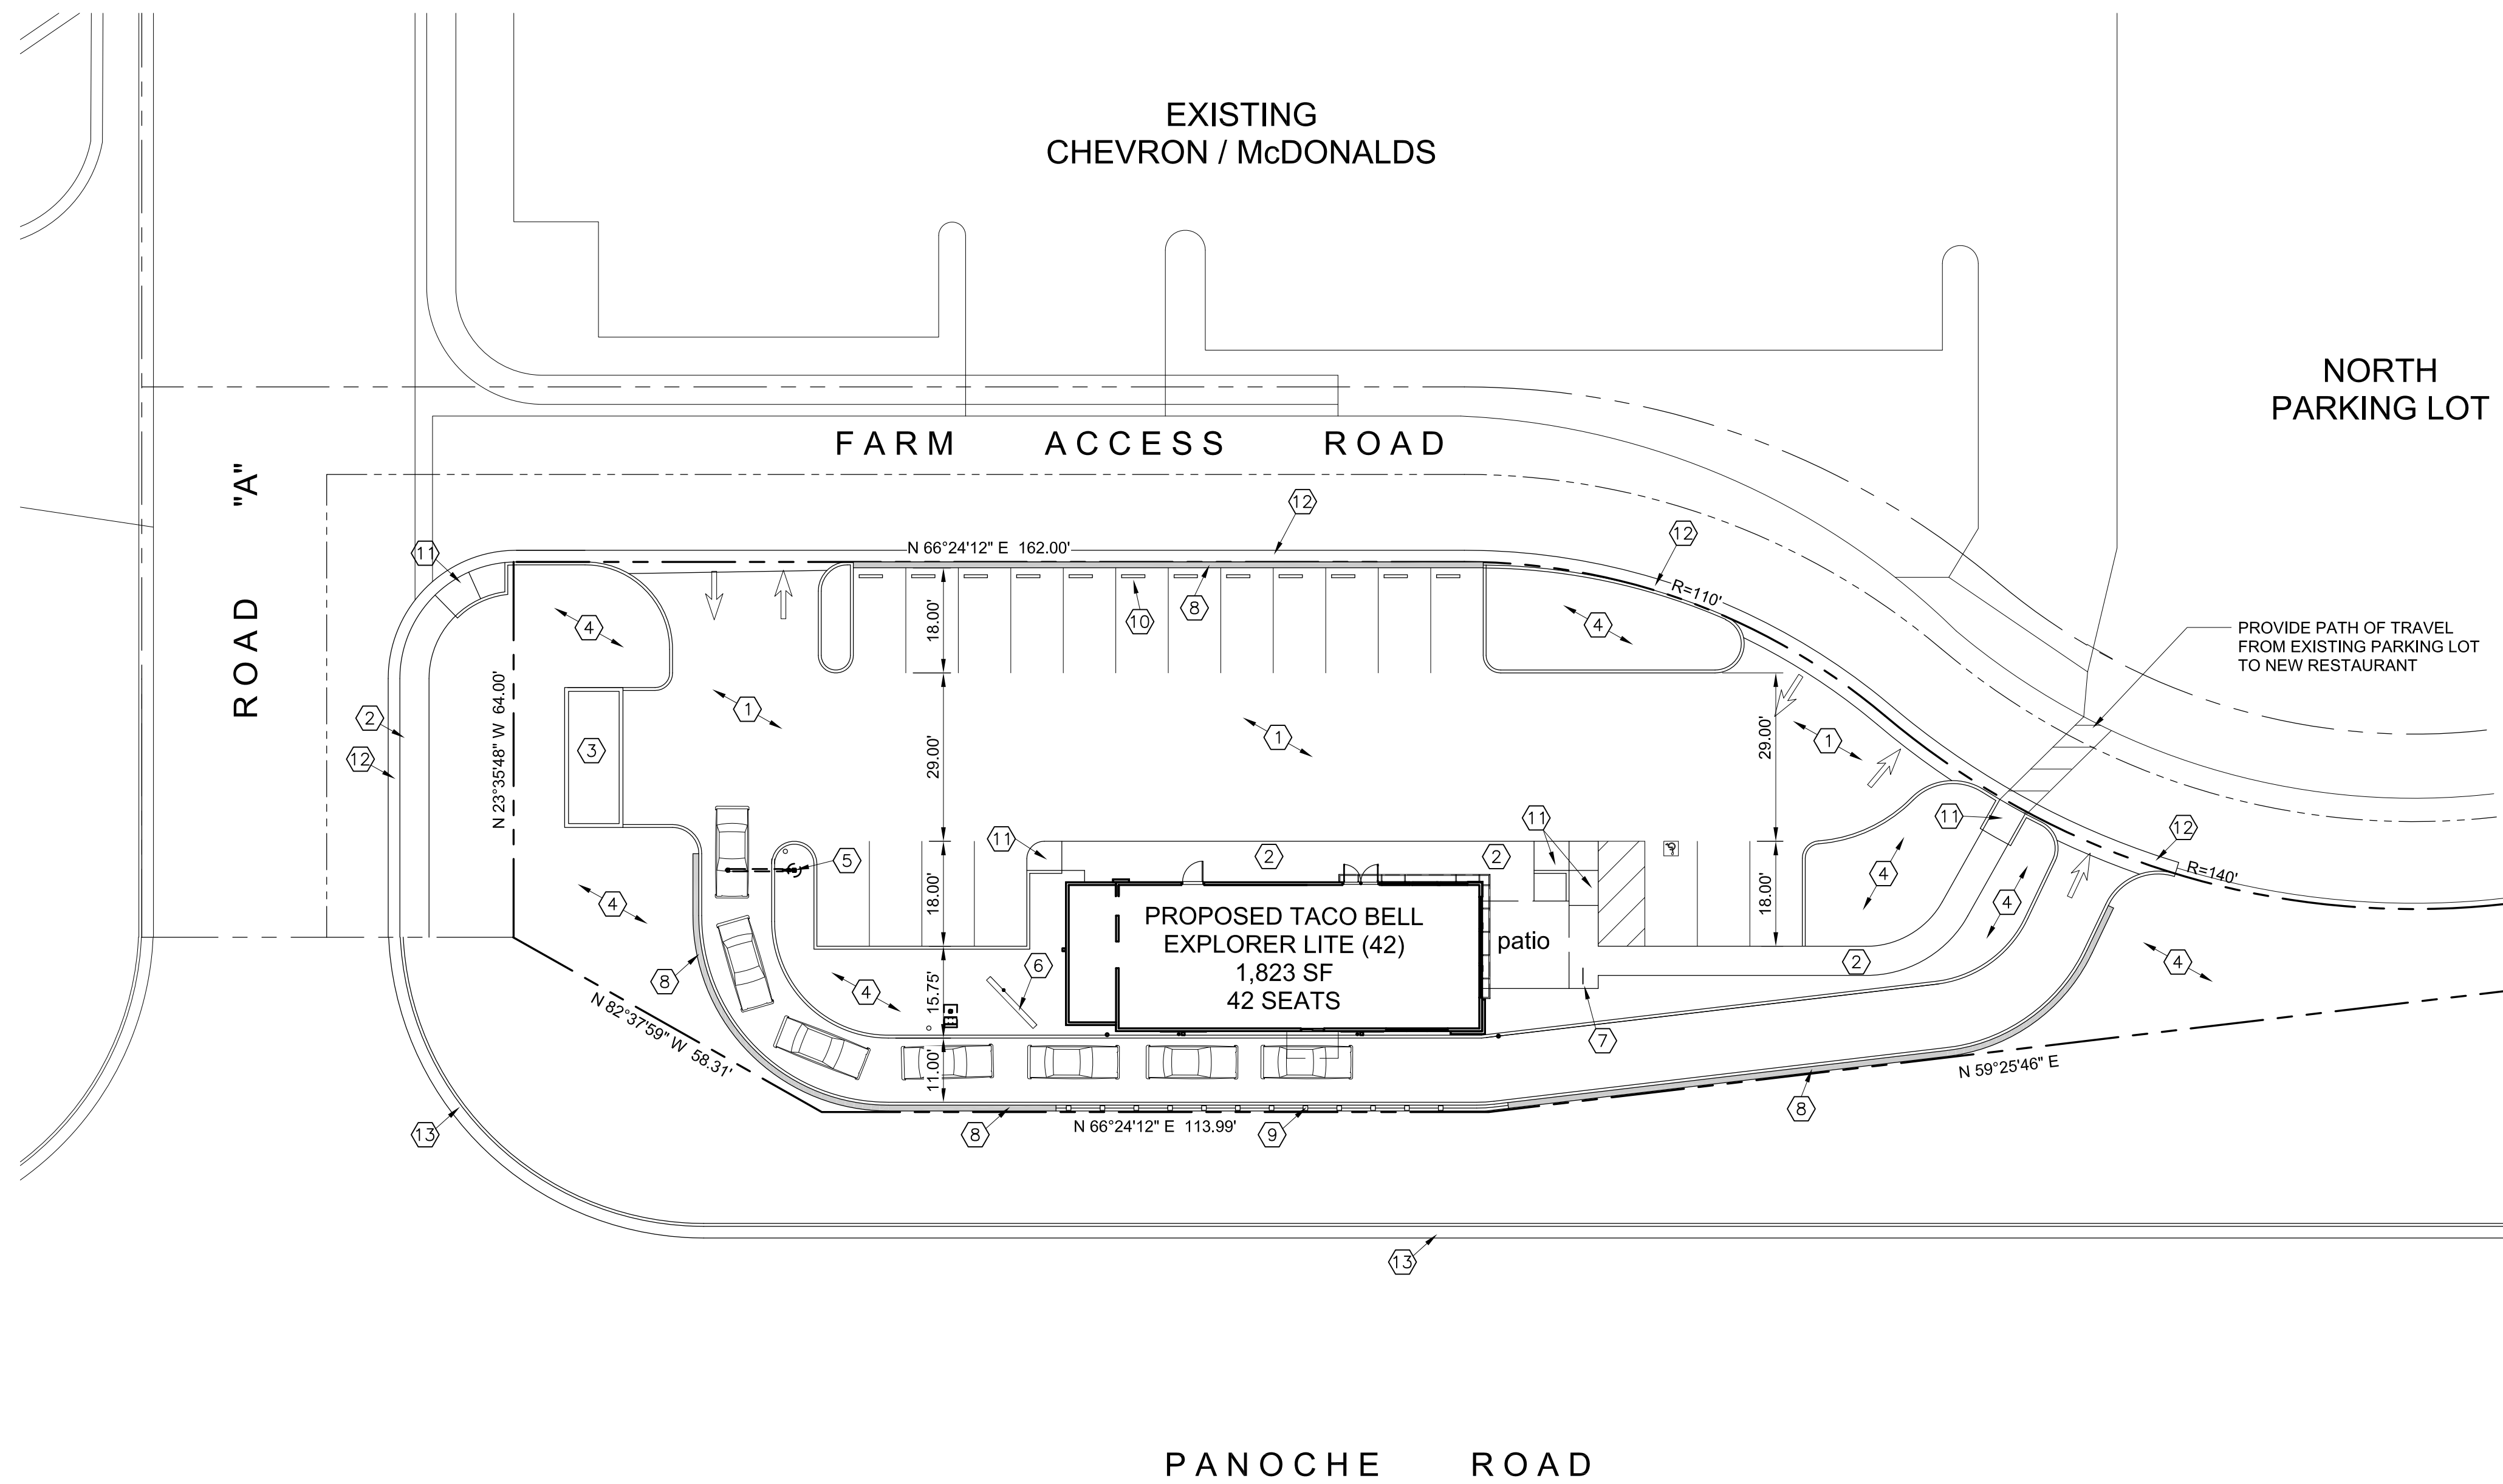 EXISTING
CHEVRON / McDONALDS
NORTH
PARKING LOT
FARM ACCESS ROAD
ROAD "A"
12
12
11
N 66°24'12" E 162.00'
R=110'
10
8
4
4
18.00'
PROVIDE PATH OF TRAVEL
FROM EXISTING PARKING LOT
TO NEW RESTAURANT
N 23°35'48" W 64.00'
2
12
3
1
1
1
29.00'
29.00'
11
11
11
12
R=140'
5
2
2
4
4
4
4
18.00'
18.00'
PROPOSED TACO BELL
EXPLORER LITE (42)
1,823 SF
42 SEATS
patio
2
4
8
4
6
15.75'
7
N 82°37'59" W 58.31'
11.00'
N 59°25'46" E
8
13
8
N 66°24'12" E 113.99'
9
13
PANOCHE ROAD